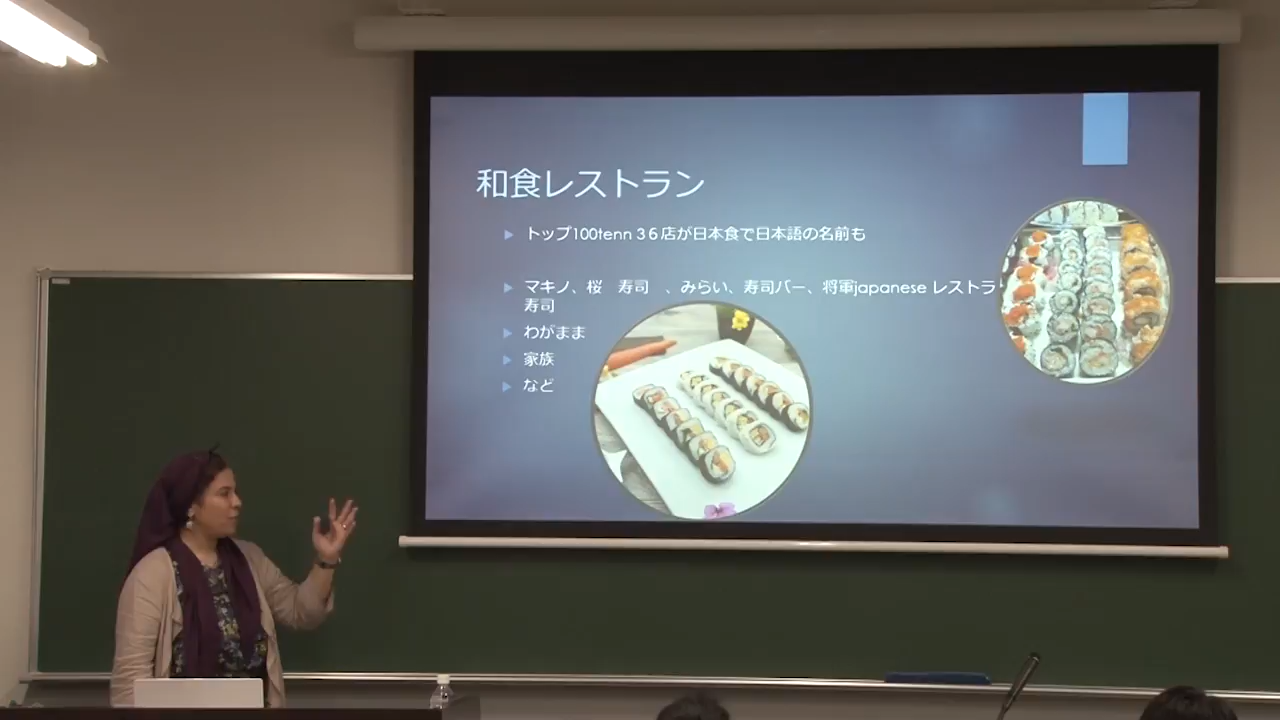 和食レストラン
トップ100tenn 3６店が日本食で日本語の名前も
マキノ、桜　寿司　、みらい、寿司バー、将軍japanese レストラ
寿司
わがまま
家族
など